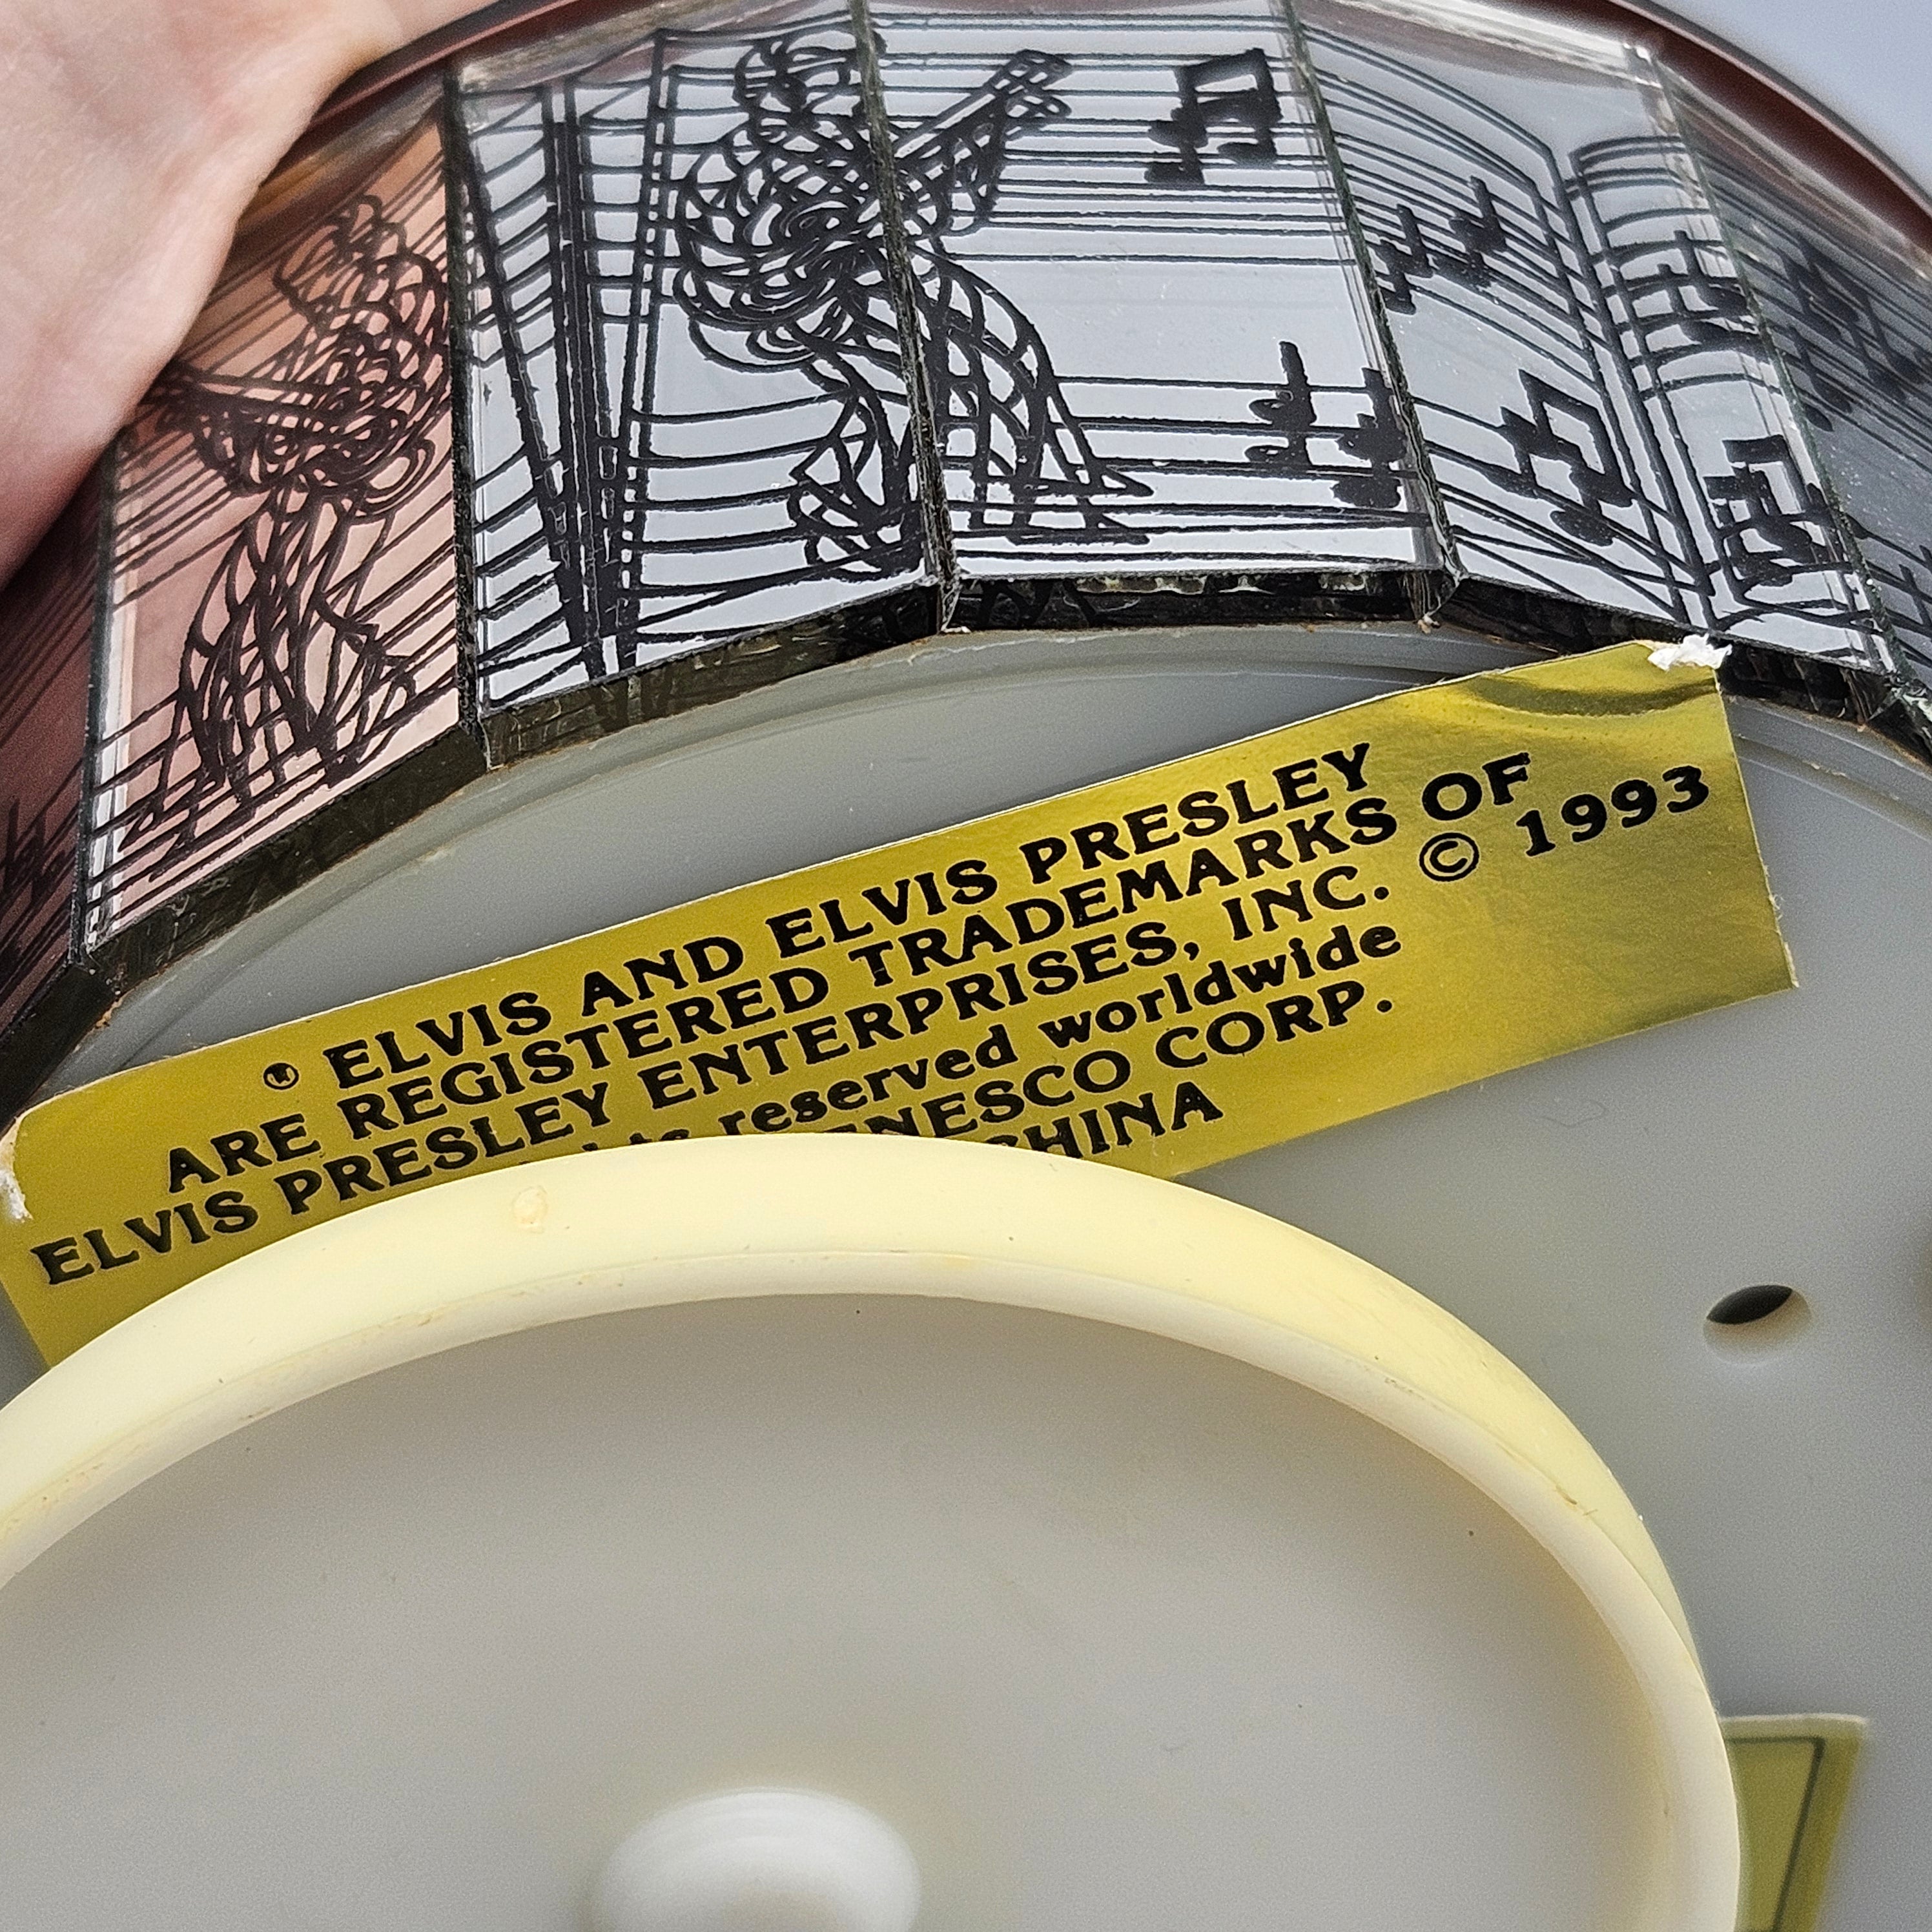 ® ELVIS AND ELVIS PRESLEY
ARE REGISTERED TRADEMARKS OF
ELVIS PRESLEY ENTERPRISES, INC. © 1993
reserved worldwide
CORP.